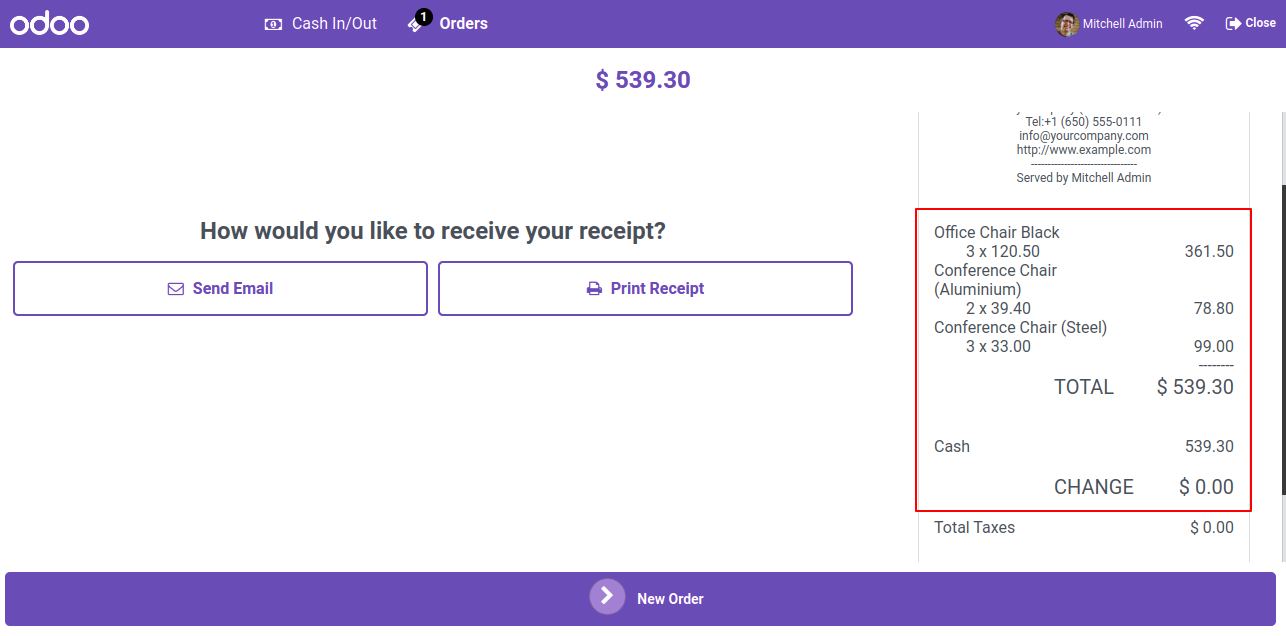 odoo
Cash In/Out
1
Orders
Mitchell Admin
Close
$ 539.30
Tel:+1 (650) 555-0111
info@yourcompany.com
http://www.example.com
--------------------------------
Served by Mitchell Admin
How would you like to receive your receipt?
Send Email
Print Receipt
Office Chair Black
3 x 120.50 361.50
Conference Chair
(Aluminium)
2 x 39.40 78.80
Conference Chair (Steel)
3 x 33.00 99.00
--------
TOTAL $ 539.30
Cash 539.30
CHANGE $ 0.00
Total Taxes $ 0.00
New Order